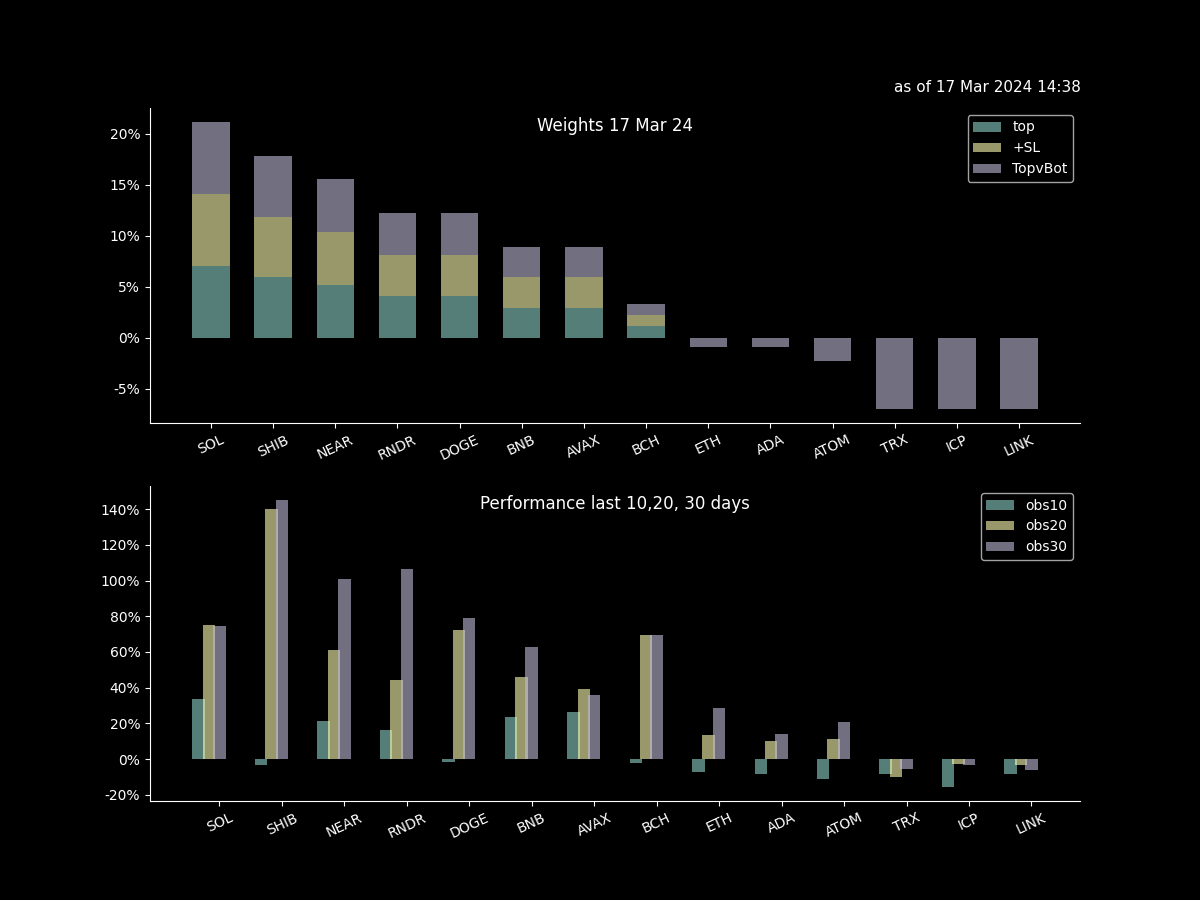 as of 17 Mar 2024 14:38
Weights 17 Mar 24
top
+SL
TopvBot
20%
15%
10%
5%
0%
-5%
SOL SHIB NEAR RNDR DOGE BNB AVAX BCH ETH ADA ATOM TRX ICP LINK
Performance last 10,20, 30 days
obs10
obs20
obs30
140%
120%
100%
80%
60%
40%
20%
0%
-20%
SOL SHIB NEAR RNDR DOGE BNB AVAX BCH ETH ADA ATOM TRX ICP LINK